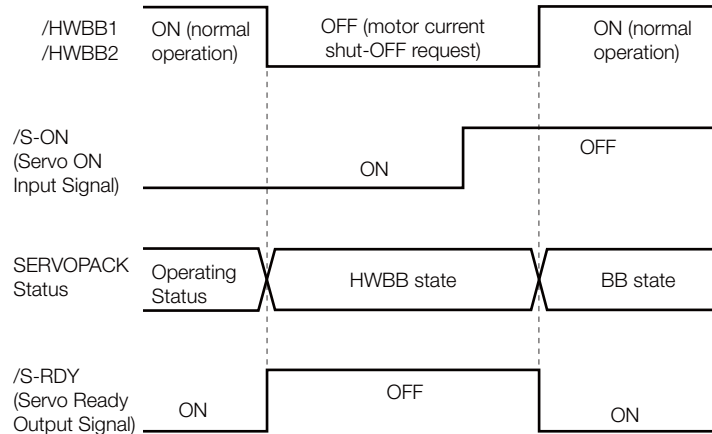 /HWBB1
/HWBB2
ON (normal
operation)
OFF (motor current
shut-OFF request)
ON (normal
operation)
/S-ON
(Servo ON
Input Signal)
ON
OFF
SERVOPACK
Status
Operating
Status
HWBB state
BB state
/S-RDY
(Servo Ready
Output Signal)
ON
OFF
ON